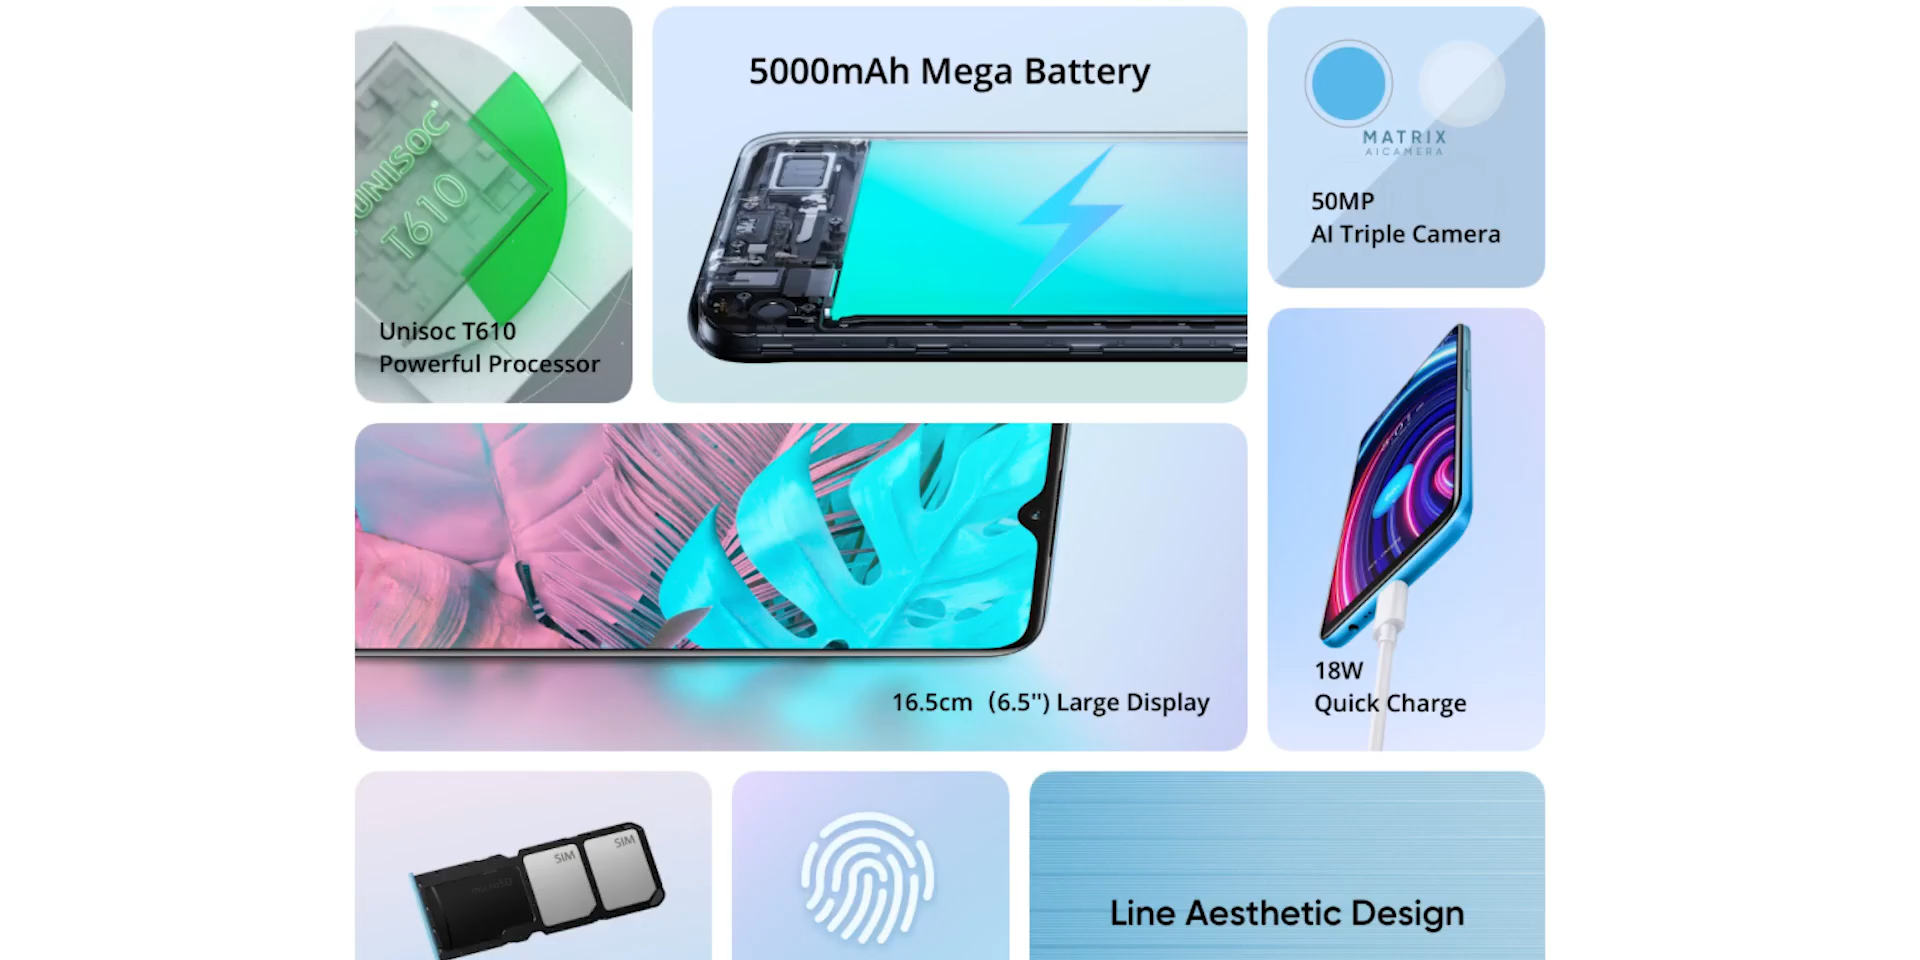 UNISOC
T610
Unisoc T610
Powerful Processor
5000mAh Mega Battery
MATRIX
AI CAMERA
50MP
AI Triple Camera
16.5cm (6.5") Large Display
18W
Quick Charge
microSD
SIM
SIM
Line Aesthetic Design